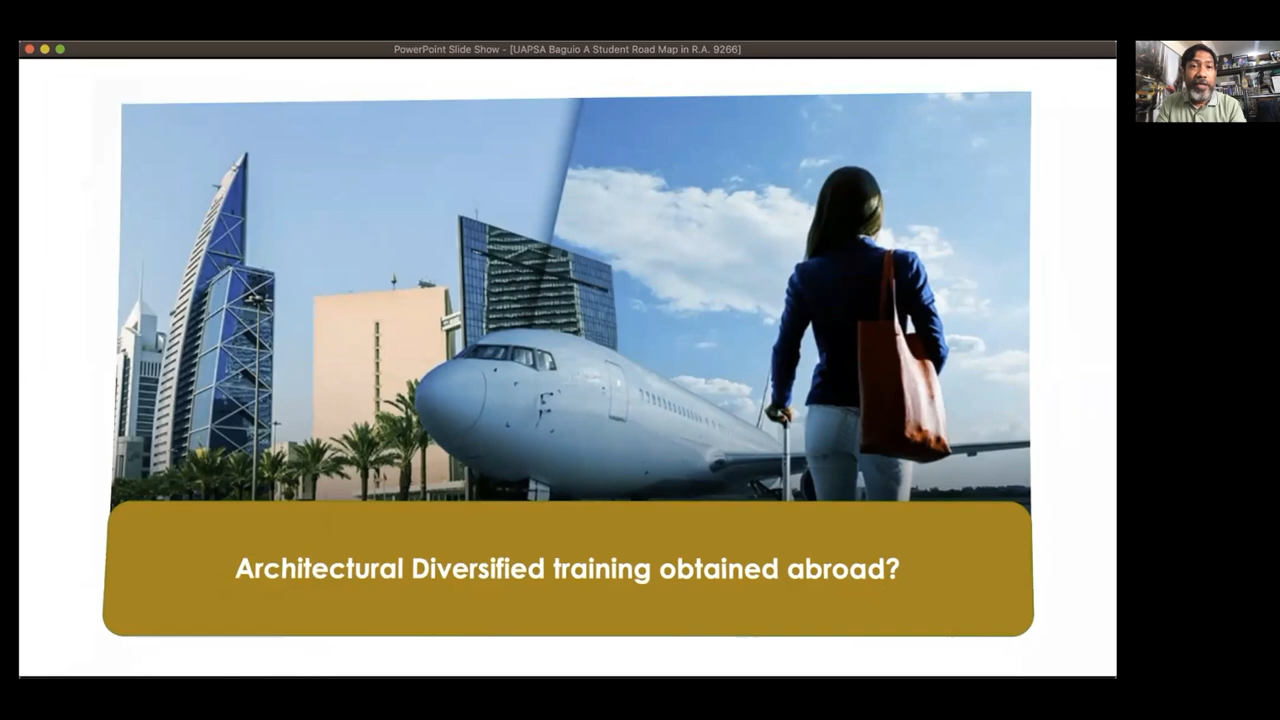 PowerPoint Slide Show - [UAPSA Baguio A Student Road Map in R.A. 9266]
Architectural Diversified training obtained abroad?